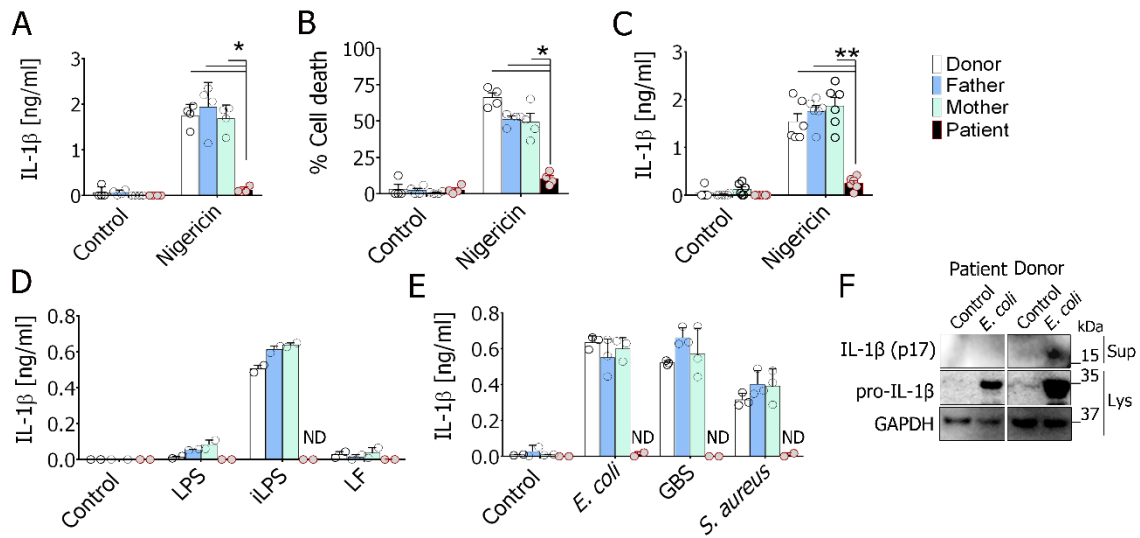 A
IL-1β [ng/ml]
3
2
1
0
*
Control
Nigericin
B
% Cell death
100
75
50
25
0
*
Control
Nigericin
C
IL-1β [ng/ml]
3
2
1
0
**
Control
Nigericin
Donor
Father
Mother
Patient
D
IL-1β [ng/ml]
0.8
0.6
0.4
0.2
0.0
ND
Control
LPS
iLPS
LF
E
IL-1β [ng/ml]
0.8
0.6
0.4
0.2
0.0
ND
ND
ND
Control
E. coli
GBS
S. aureus
F
Patient Donor
Control
E. coli
Control
E. coli
kDa
IL-1β (p17)
15
Sup
pro-IL-1β
35
Lys
GAPDH
37